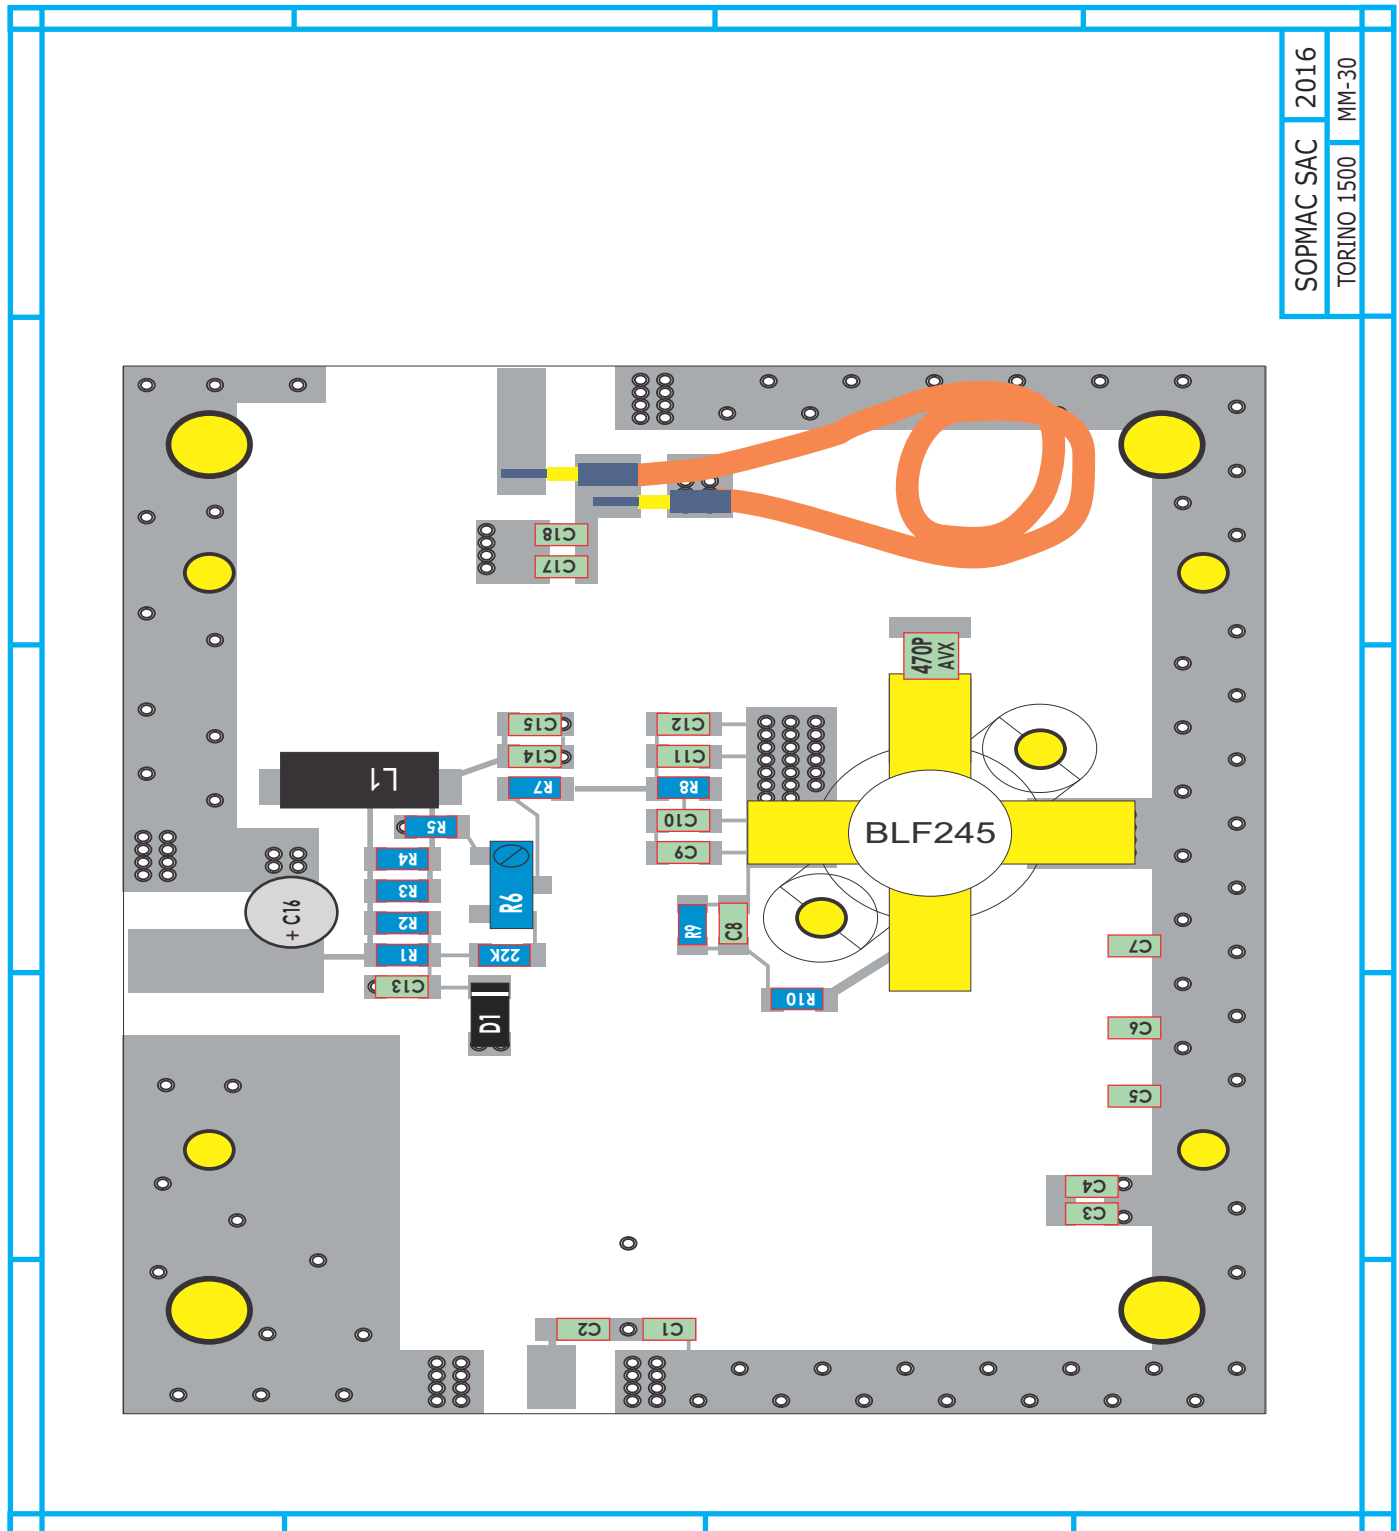 SOPMAC SAC
2016
TORINO 1500
MM-30
C18
C17
470P
AVX
C15
C14
R7
C12
C11
R8
C10
C9
L1
R5
R4
R3
R2
R1
C13
+ C16
R6
22K
D1
R9
C8
R10
BLF245
C7
C6
C5
C4
C3
C2
C1